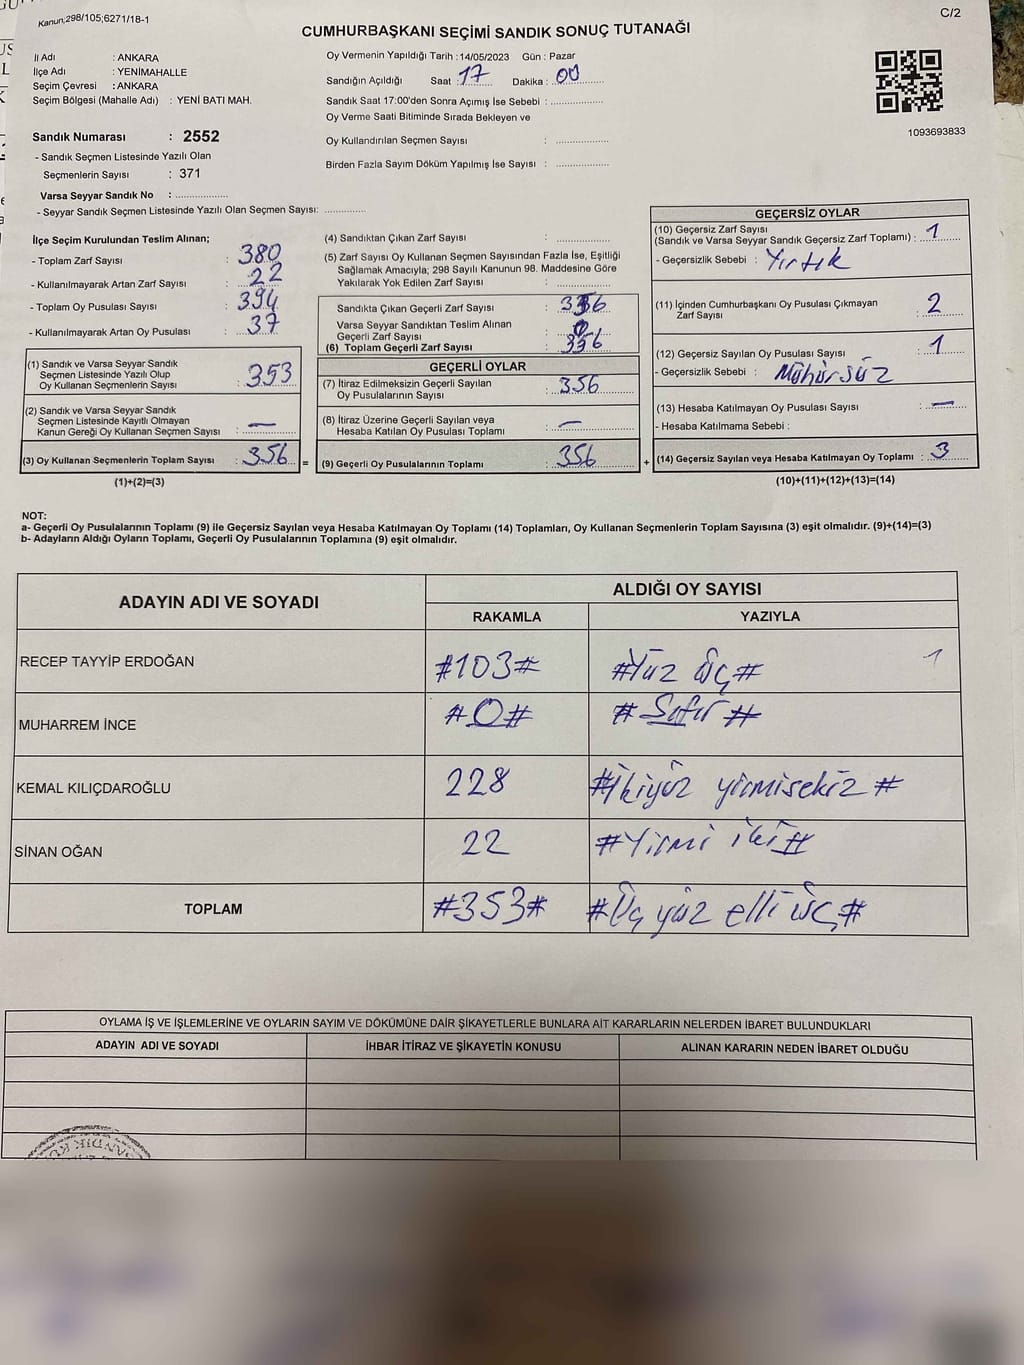 Kanun;298/105;6271/18-1
C/2
CUMHURBAŞKANI SEÇİMİ SANDIK SONUÇ TUTANAĞI
İl Adı : ANKARA
İlçe Adı : YENİMAHALLE
Seçim Çevresi : ANKARA
Seçim Bölgesi (Mahalle Adı) : YENİ BATI MAH.
Oy Vermenin Yapıldığı Tarih : 14/05/2023 Gün : Pazar
Sandığın Açıldığı Saat : 17 Dakika : 00
Sandık Saat 17:00'den Sonra Açımış İse Sebebi :
Oy Verme Saati Bitiminde Sırada Bekleyen ve
Oy Kullandırılan Seçmen Sayısı :
Birden Fazla Sayım Döküm Yapılmış İse Sayısı :
1093693833
Sandık Numarası : 2552
- Sandık Seçmen Listesinde Yazılı Olan
Seçmenlerin Sayısı : 371
Varsa Seyyar Sandık No :
- Seyyar Sandık Seçmen Listesinde Yazılı Olan Seçmen Sayısı:
İlçe Seçim Kurulundan Teslim Alınan;
- Toplam Zarf Sayısı : 380
- Kullanılmayarak Artan Zarf Sayısı : 22
- Toplam Oy Pusulası Sayısı : 394
- Kullanılmayarak Artan Oy Pusulası : 37
(1) Sandık ve Varsa Seyyar Sandık
Seçmen Listesinde Yazılı Olup
Oy Kullanan Seçmenlerin Sayısı : 353
(2) Sandık ve Varsa Seyyar Sandık
Seçmen Listesinde Kayıtlı Olmayan
Kanun Gereği Oy Kullanan Seçmen Sayısı : —
(3) Oy Kullanan Seçmenlerin Toplam Sayısı : 356 =
(1)+(2)=(3)
(4) Sandıktan Çıkan Zarf Sayısı :
(5) Zarf Sayısı Oy Kullanan Seçmen Sayısından Fazla İse, Eşitliği
Sağlamak Amacıyla; 298 Sayılı Kanunun 98. Maddesine Göre
Yakılarak Yok Edilen Zarf Sayısı :
Sandıkta Çıkan Geçerli Zarf Sayısı : 356
Varsa Seyyar Sandıktan Teslim Alınan
Geçerli Zarf Sayısı : 0
(6) Toplam Geçerli Zarf Sayısı : 356
GEÇERLİ OYLAR
(7) İtiraz Edilmeksizin Geçerli Sayılan
Oy Pusulalarının Sayısı : 356
(8) İtiraz Üzerine Geçerli Sayılan veya
Hesaba Katılan Oy Pusulası Toplamı : —
(9) Geçerli Oy Pusulalarının Toplamı : 356 +
GEÇERSİZ OYLAR
(10) Geçersiz Zarf Sayısı
(Sandık ve Varsa Seyyar Sandık Geçersiz Zarf Toplamı) : 1
- Geçersizlik Sebebi : Yırtık
(11) İçinden Cumhurbaşkanı Oy Pusulası Çıkmayan
Zarf Sayısı : 2
(12) Geçersiz Sayılan Oy Pusulası Sayısı : 1
- Geçersizlik Sebebi : Mühürsüz
(13) Hesaba Katılmayan Oy Pusulası Sayısı : —
- Hesaba Katılmama Sebebi :
(14) Geçersiz Sayılan veya Hesaba Katılmayan Oy Toplamı : 3
(10)+(11)+(12)+(13)=(14)
NOT:
a- Geçerli Oy Pusulalarının Toplamı (9) ile Geçersiz Sayılan veya Hesaba Katılmayan Oy Toplamı (14) Toplamları, Oy Kullanan Seçmenlerin Toplam Sayısına (3) eşit olmalıdır. (9)+(14)=(3)
b- Adayların Aldığı Oyların Toplamı, Geçerli Oy Pusulalarının Toplamına (9) eşit olmalıdır.
ADAYIN ADI VE SOYADI
ALDIĞI OY SAYISI
RAKAMLA YAZIYLA
RECEP TAYYİP ERDOĞAN #103# #Yüz üç# 1
MUHARREM İNCE #0# #Sıfır#
KEMAL KILIÇDAROĞLU 228 #İkiyüz yirmisekiz#
SİNAN OĞAN 22 #Yirmi iki#
TOPLAM #353# #Üç yüz elli üç#
OYLAMA İŞ VE İŞLEMLERİNE VE OYLARIN SAYIM VE DÖKÜMÜNE DAİR ŞİKAYETLERLE BUNLARA AİT KARARLARIN NELERDEN İBARET BULUNDUKLARI
ADAYIN ADI VE SOYADI İHBAR İTİRAZ VE ŞİKAYETİN KONUSU ALINAN KARARIN NEDEN İBARET OLDUĞU